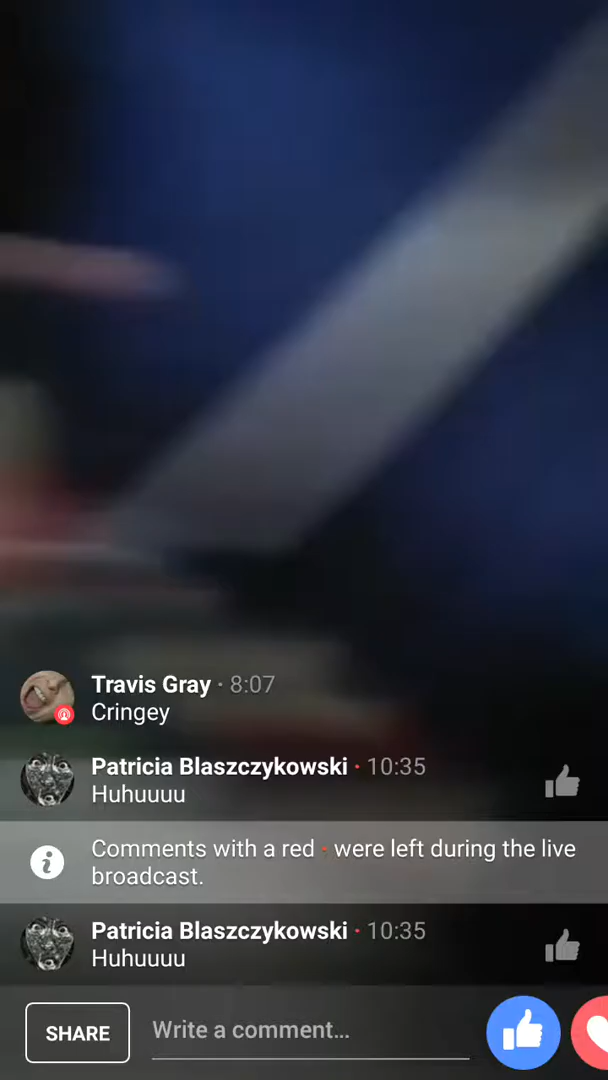 Travis Gray · 8:07
Cringey
Patricia Blaszczykowski · 10:35
Huhuuuu
Comments with a red · were left during the live
broadcast.
Patricia Blaszczykowski · 10:35
Huhuuuu
SHARE
Write a comment...